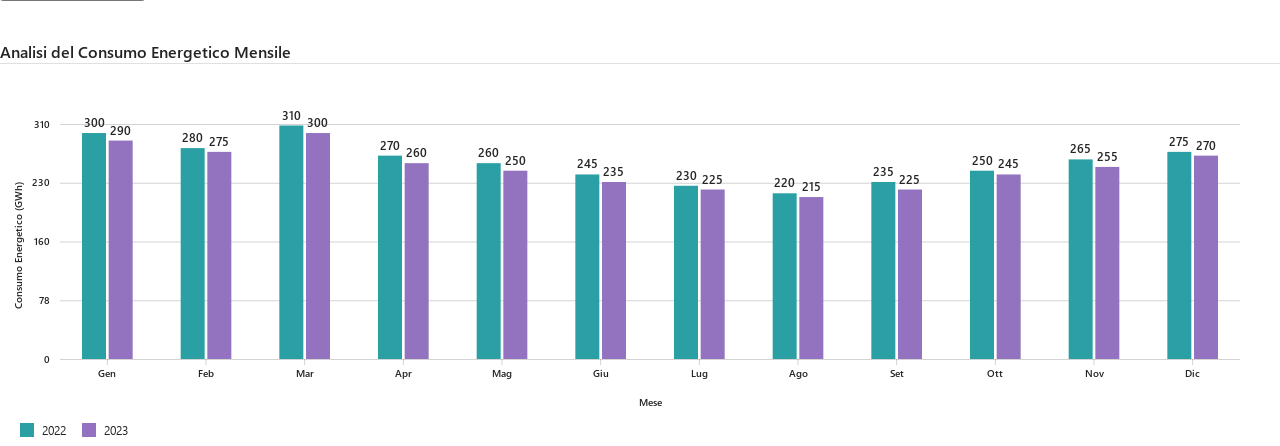 Analisi del Consumo Energetico Mensile
300 290 280 275 310 300 270 260 260 250 245 235 230 225 220 215 235 225 250 245 265 255 275 270
310
230
160
78
0
Consumo Energetico (GWh)
Gen Feb Mar Apr Mag Giu Lug Ago Set Ott Nov Dic
Mese
2022 2023